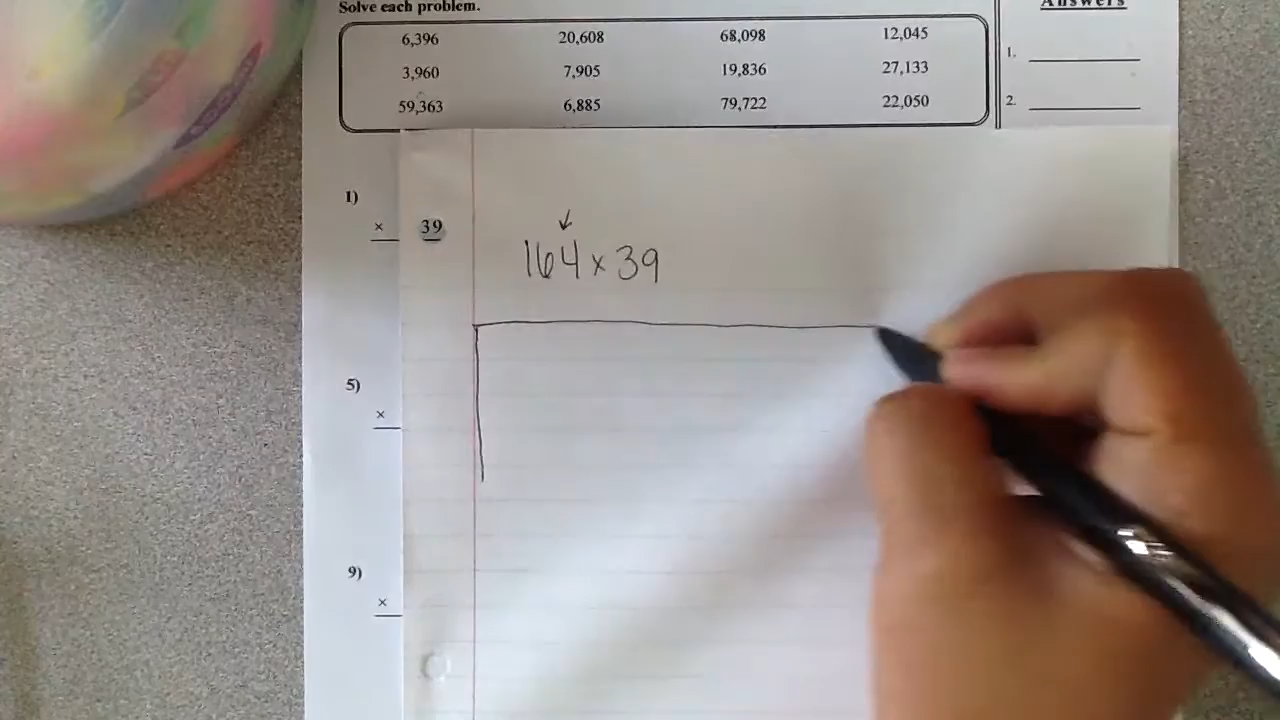 Solve each problem.
Answers
6,396 20,608 68,098 12,045
3,960 7,905 19,836 27,133
59,363 6,885 79,722 22,050
1.
2.
1)
× 39
164 × 39
5)
×
9)
×